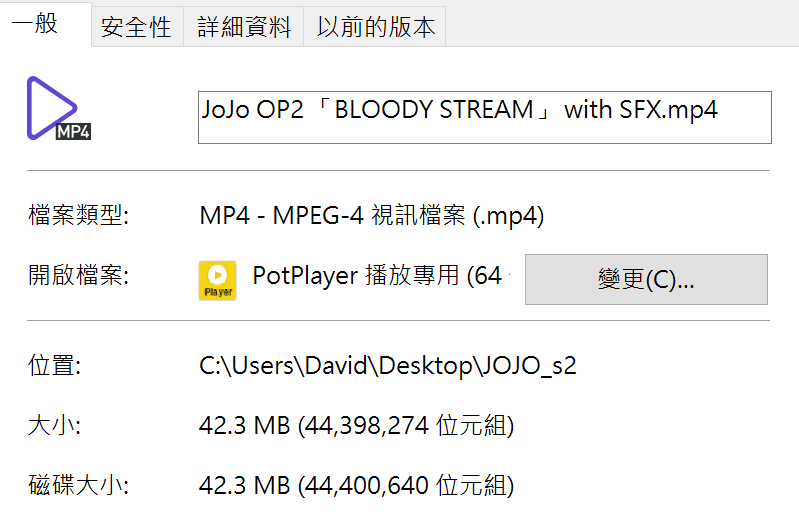 一般 安全性 詳細資料 以前的版本
MP4
JoJo OP2「BLOODY STREAM」 with SFX.mp4
檔案類型: MP4 - MPEG-4 視訊檔案 (.mp4)
開啟檔案: Player PotPlayer 播放專用 (64 變更(C)...
位置: C:\Users\David\Desktop\JOJO_s2
大小: 42.3 MB (44,398,274 位元組)
磁碟大小: 42.3 MB (44,400,640 位元組)